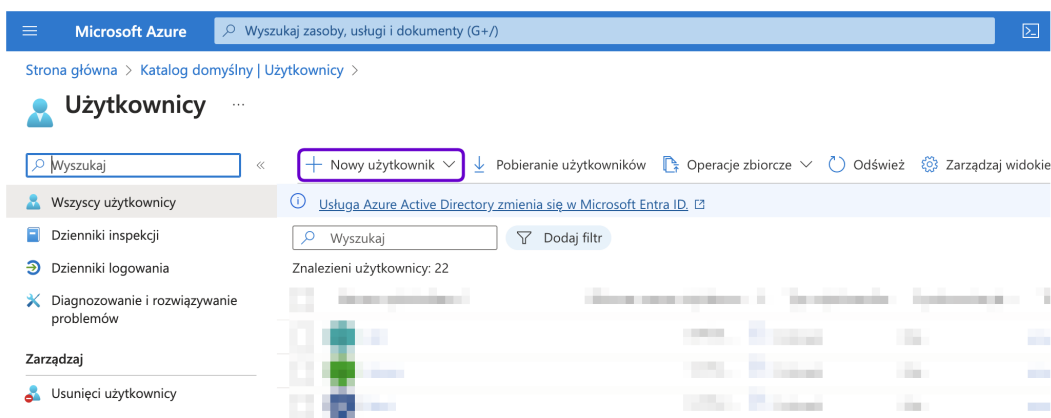 Microsoft Azure
Wyszukaj zasoby, usługi i dokumenty (G+/)
Strona główna > Katalog domyślny | Użytkownicy >
Użytkownicy ...
Wyszukaj
«
Nowy użytkownik
Pobieranie użytkowników
Operacje zbiorcze
Odśwież
Zarządzaj widokie
Wszyscy użytkownicy
Usługa Azure Active Directory zmienia się w Microsoft Entra ID.
Dzienniki inspekcji
Wyszukaj
Dodaj filtr
Dzienniki logowania
Znalezieni użytkownicy: 22
Diagnozowanie i rozwiązywanie
problemów
Zarządzaj
Usunięci użytkownicy